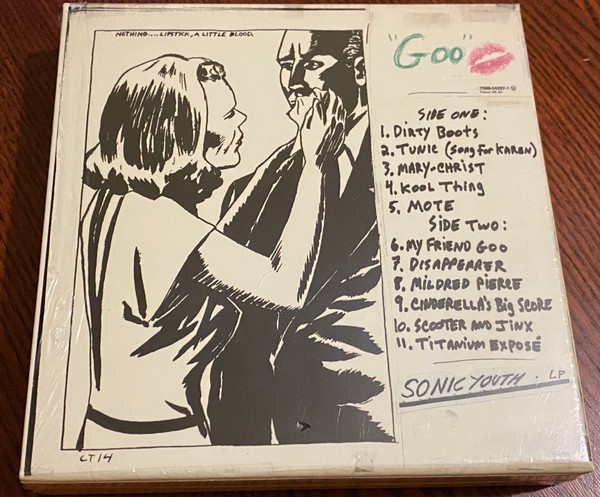 NOTHING.... LIPSTICK, A LITTLE BLOOD.
"GOO"
SIDE ONE:
1. DIRTY BOOTS
2. TUNIC (SONG FOR KAREN)
3. MARY-CHRIST
4. KOOL THING
5. MOTE
SIDE TWO:
6. MY FRIEND GOO
7. DISAPPEARER
8. MILDRED PIERCE
9. CINDERELLA'S BIG SCORE
10. SCOOTER AND JINX
11. TITANIUM EXPOSÉ
SONIC YOUTH . LP
CT14